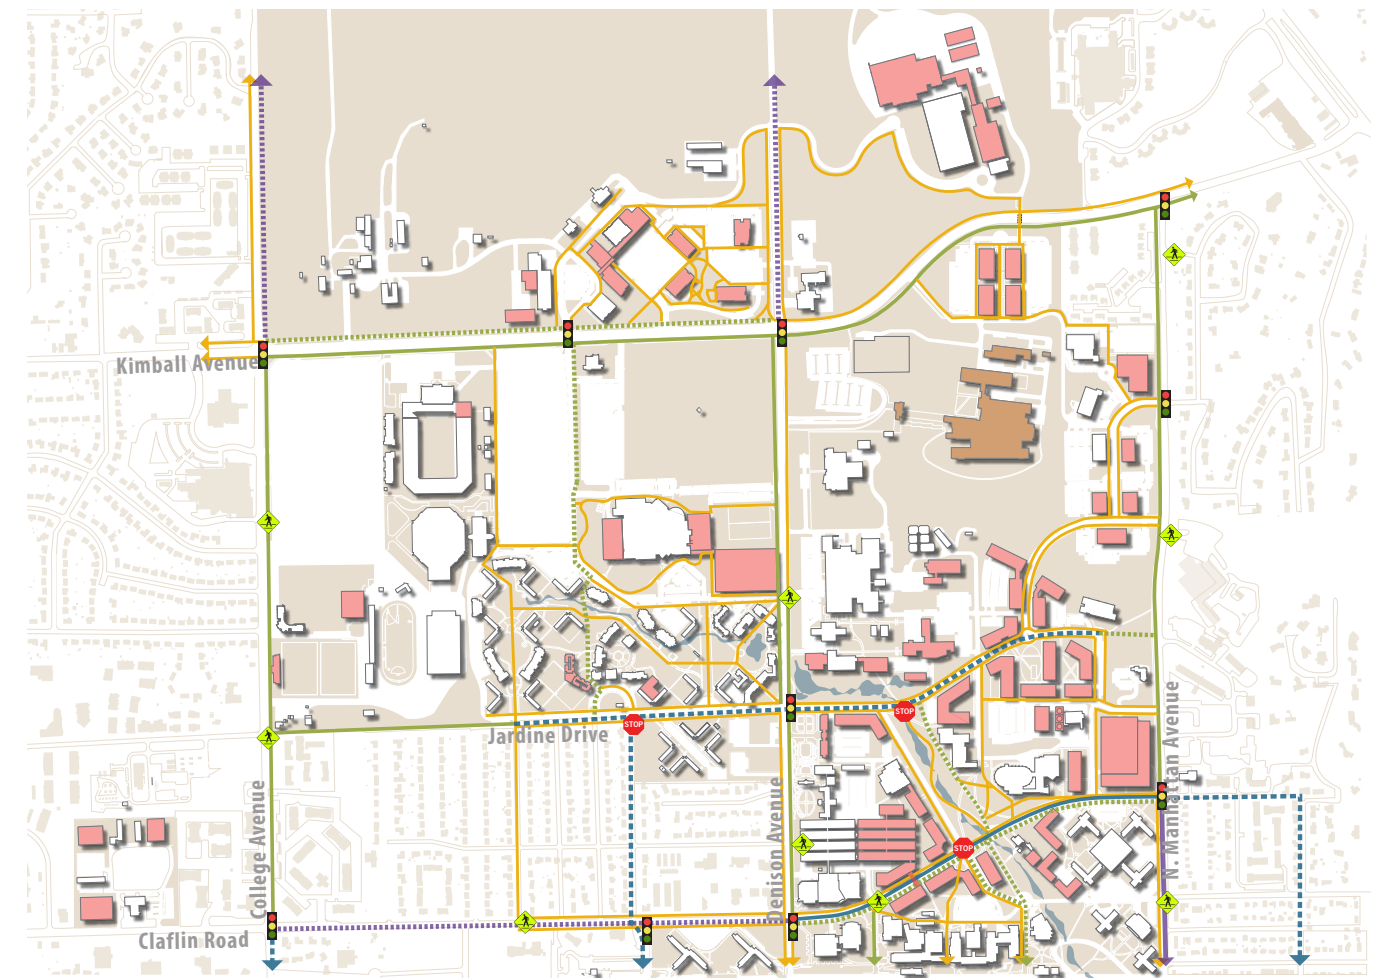 Kimball Avenue
Jardine Drive
STOP
STOP
STOP
College Avenue
Denison Avenue
N. Manhattan Avenue
Claflin Road